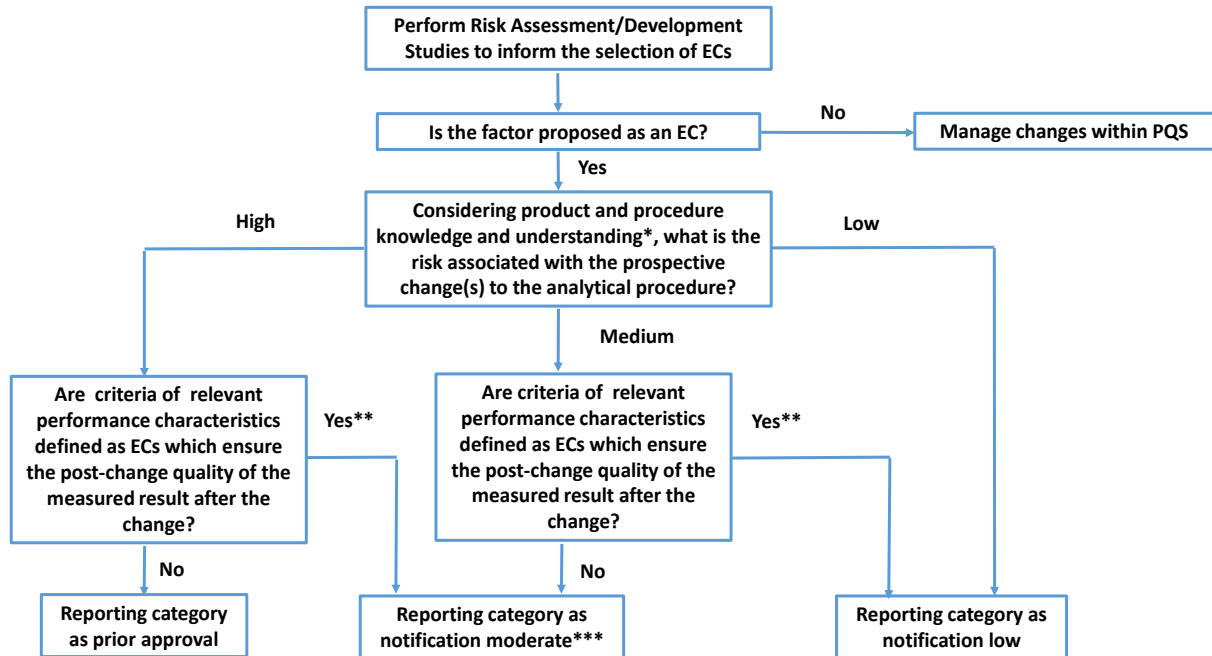 Perform Risk Assessment/Development
Studies to inform the selection of ECs
Is the factor proposed as an EC?
No
Manage changes within PQS
Yes
High
Considering product and procedure
knowledge and understanding*, what is the
risk associated with the prospective
change(s) to the analytical procedure?
Low
Medium
Are criteria of relevant
performance characteristics
defined as ECs which ensure
the post-change quality of the
measured result after the
change?
Yes**
Are criteria of relevant
performance characteristics
defined as ECs which ensure
the post-change quality of the
measured result after the
change?
Yes**
No
No
Reporting category
as prior approval
Reporting category as
notification moderate***
Reporting category as
notification low